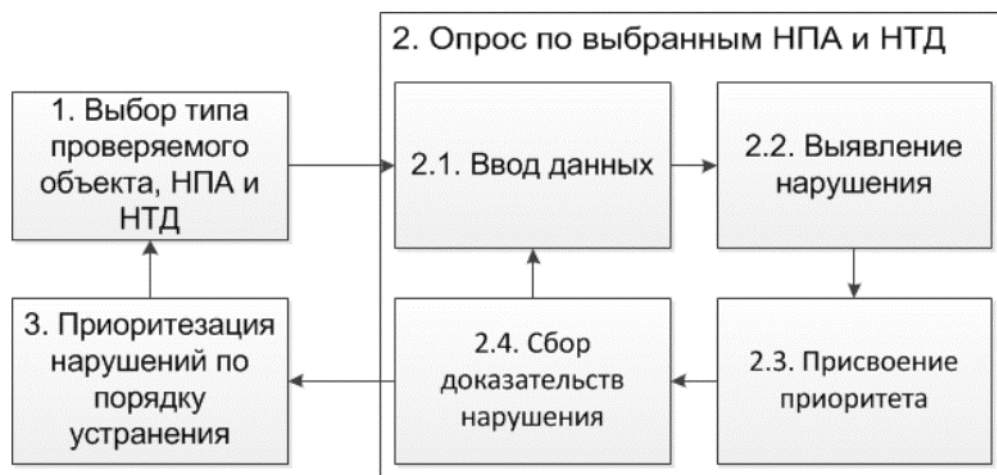 2. Опрос по выбранным НПА и НТД
1. Выбор типа
проверяемого
объекта, НПА и
НТД
2.1. Ввод данных
2.2. Выявление
нарушения
3. Приоритезация
нарушений по
порядку
устранения
2.4. Сбор
доказательств
нарушения
2.3. Присвоение
приоритета